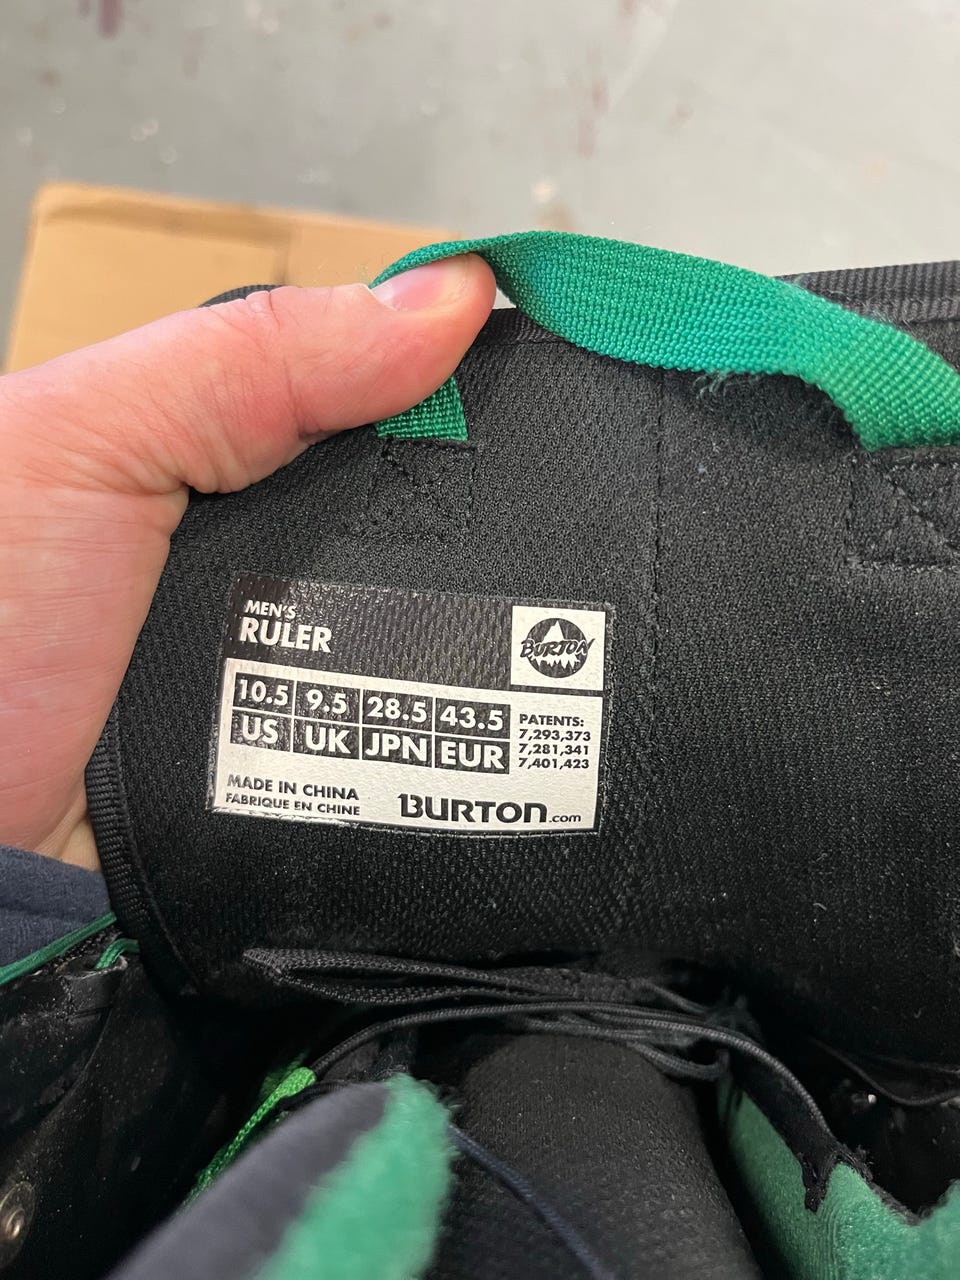 MEN'S
RULER
BURTON
10.5 9.5 28.5 43.5
US UK JPN EUR
PATENTS:
7,293,373
7,281,341
7,401,423
MADE IN CHINA
FABRIQUE EN CHINE
BURTON.com